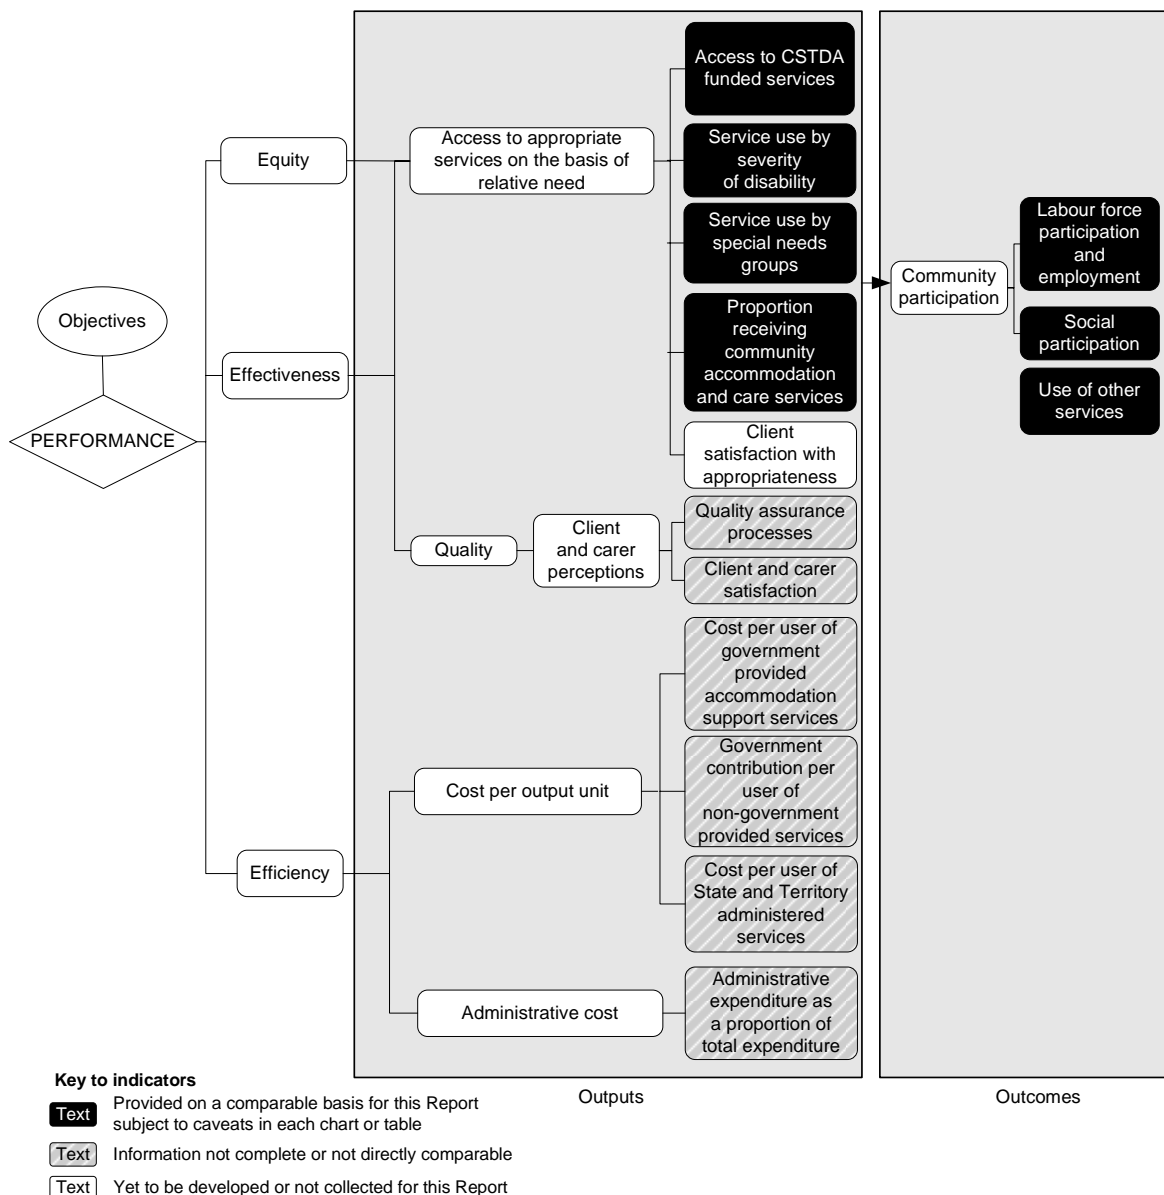 Objectives
PERFORMANCE
Equity
Effectiveness
Efficiency
Access to appropriate
services on the basis of
relative need
Quality
Client
and carer
perceptions
Cost per output unit
Administrative cost
Access to CSTDA
funded services
Service use by
severity
of disability
Service use by
special needs
groups
Proportion
receiving
community
accommodation
and care services
Client
satisfaction with
appropriateness
Quality assurance
processes
Client and carer
satisfaction
Cost per user of
government
provided
accommodation
support services
Government
contribution per
user of
non-government
provided services
Cost per user of
State and Territory
administered
services
Administrative
expenditure as
a proportion of
total expenditure
Community
participation
Labour force
participation
and
employment
Social
participation
Use of other
services
Outputs
Outcomes
Key to indicators
Text Provided on a comparable basis for this Report
subject to caveats in each chart or table
Text Information not complete or not directly comparable
Text Yet to be developed or not collected for this Report